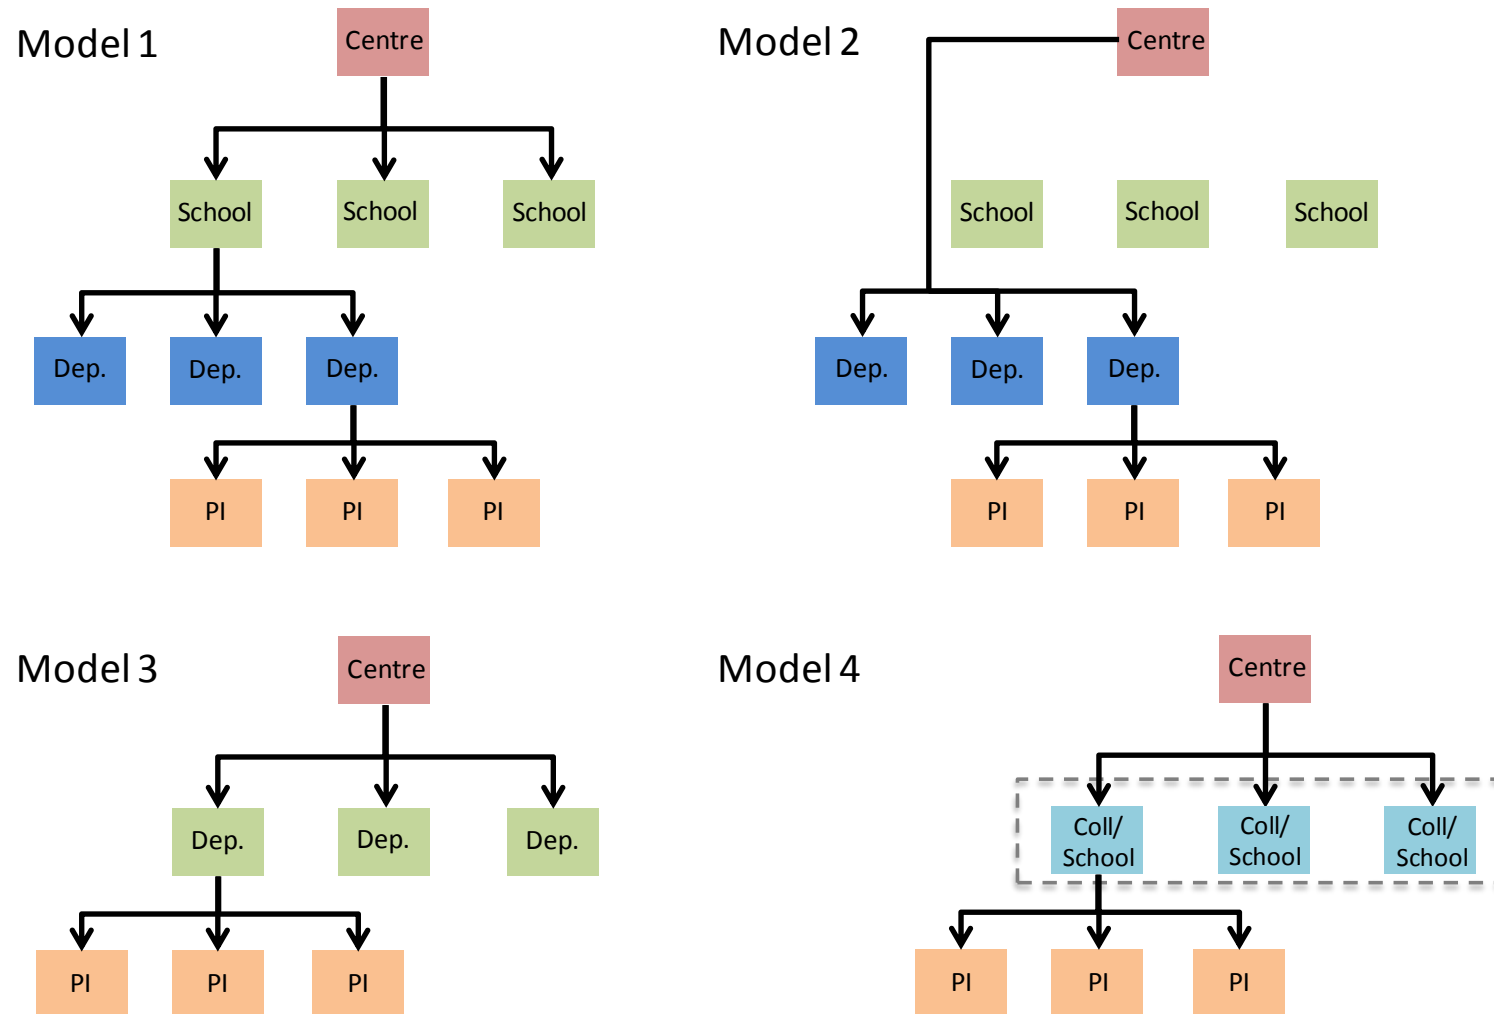 Model 1
Centre
School
School
School
Dep.
Dep.
Dep.
PI
PI
PI
Model 2
Centre
School
School
School
Dep.
Dep.
Dep.
PI
PI
PI
Model 3
Centre
Dep.
Dep.
Dep.
PI
PI
PI
Model 4
Centre
Coll/
School
Coll/
School
Coll/
School
PI
PI
PI